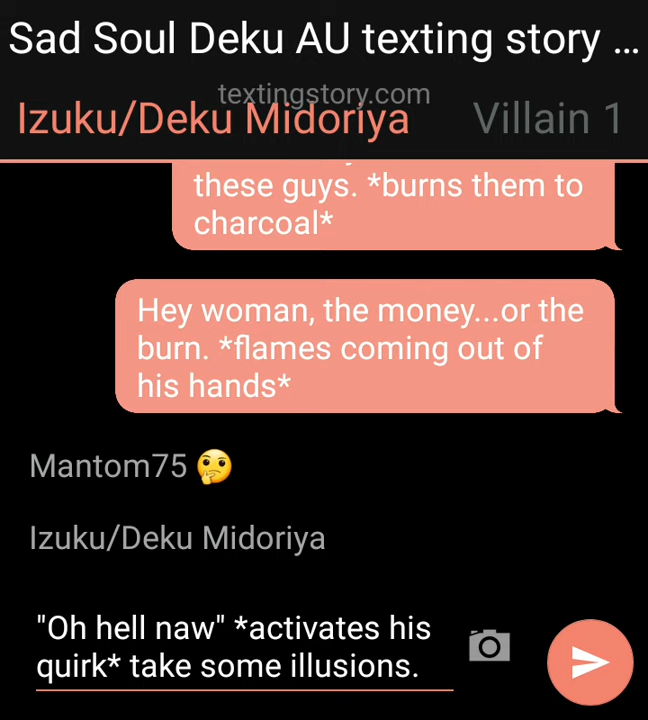 Sad Soul Deku AU texting story ...
textingstory.com
Izuku/Deku Midoriya
Villain 1
these guys. *burns them to
charcoal*
Hey woman, the money...or the
burn. *flames coming out of
his hands*
Mantom75 🤔
Izuku/Deku Midoriya
"Oh hell naw" *activates his
quirk* take some illusions.